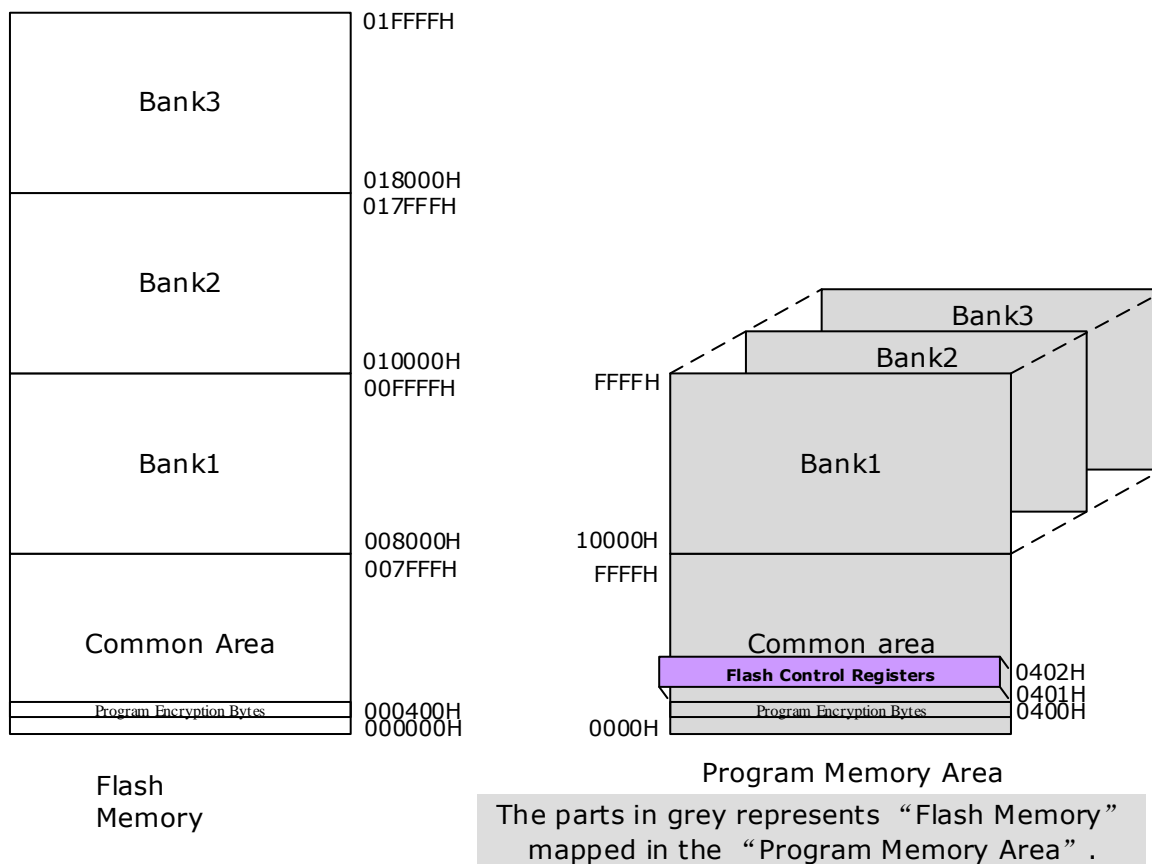 01FFFFH
Bank3
018000H
017FFFH
Bank2
010000H
00FFFFH
Bank1
008000H
007FFFH
Common Area
Program Encryption Bytes
000400H
000000H
Flash
Memory
Bank3
Bank2
FFFFH
Bank1
10000H
FFFFH
Common area
Flash Control Registers
0402H
0401H
Program Encryption Bytes
0400H
0000H
Program Memory Area
The parts in grey represents “Flash Memory”
mapped in the “Program Memory Area”.